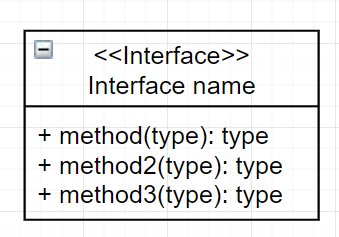 <<Interface>>
Interface name
+ method(type): type
+ method2(type): type
+ method3(type): type